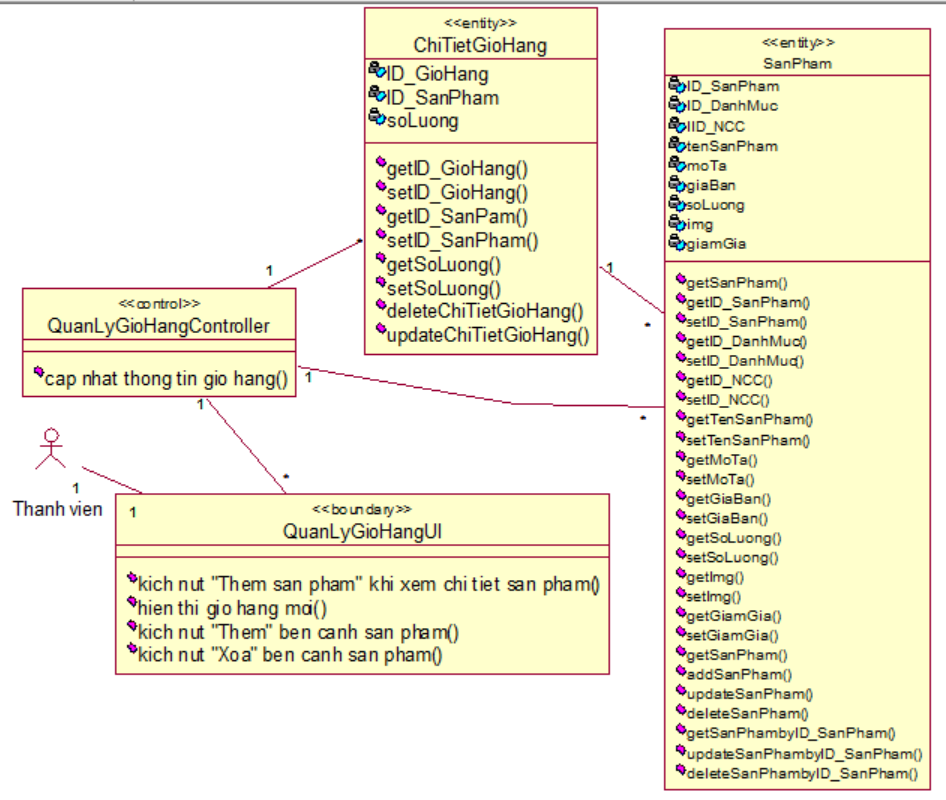 <<entity>>
ChiTietGioHang
ID_GioHang
ID_SanPham
soLuong
getID_GioHang()
setID_GioHang()
getID_SanPam()
setID_SanPham()
getSoLuong()
setSoLuong()
deleteChiTietGioHang()
updateChiTietGioHang()
<<entity>>
SanPham
ID_SanPham
ID_DanhMuc
IID_NCC
tenSanPham
moTa
giaBan
soLuong
img
giamGia
getSanPham()
getID_SanPham()
setID_SanPham()
getID_DanhMuc()
setID_DanhMuc()
getID_NCC()
setID_NCC()
getTenSanPham()
setTenSanPham()
getMoTa()
setMoTa()
getGiaBan()
setGiaBan()
getSoLuong()
setSoLuong()
getImg()
setImg()
getGiamGia()
setGiamGia()
getSanPham()
addSanPham()
updateSanPham()
deleteSanPham()
getSanPhambyID_SanPham()
updateSanPhambyID_SanPham()
deleteSanPhambyID_SanPham()
1
*
1
*
<<control>>
QuanLyGioHangController
cap nhat thong tin gio hang()
1
*
1
*
Thanh vien
1
1
<<boundary>>
QuanLyGioHangUI
kich nut "Them san pham" khi xem chi tiet san pham()
hien thi gio hang moi()
kich nut "Them" ben canh san pham()
kich nut "Xoa" ben canh san pham()